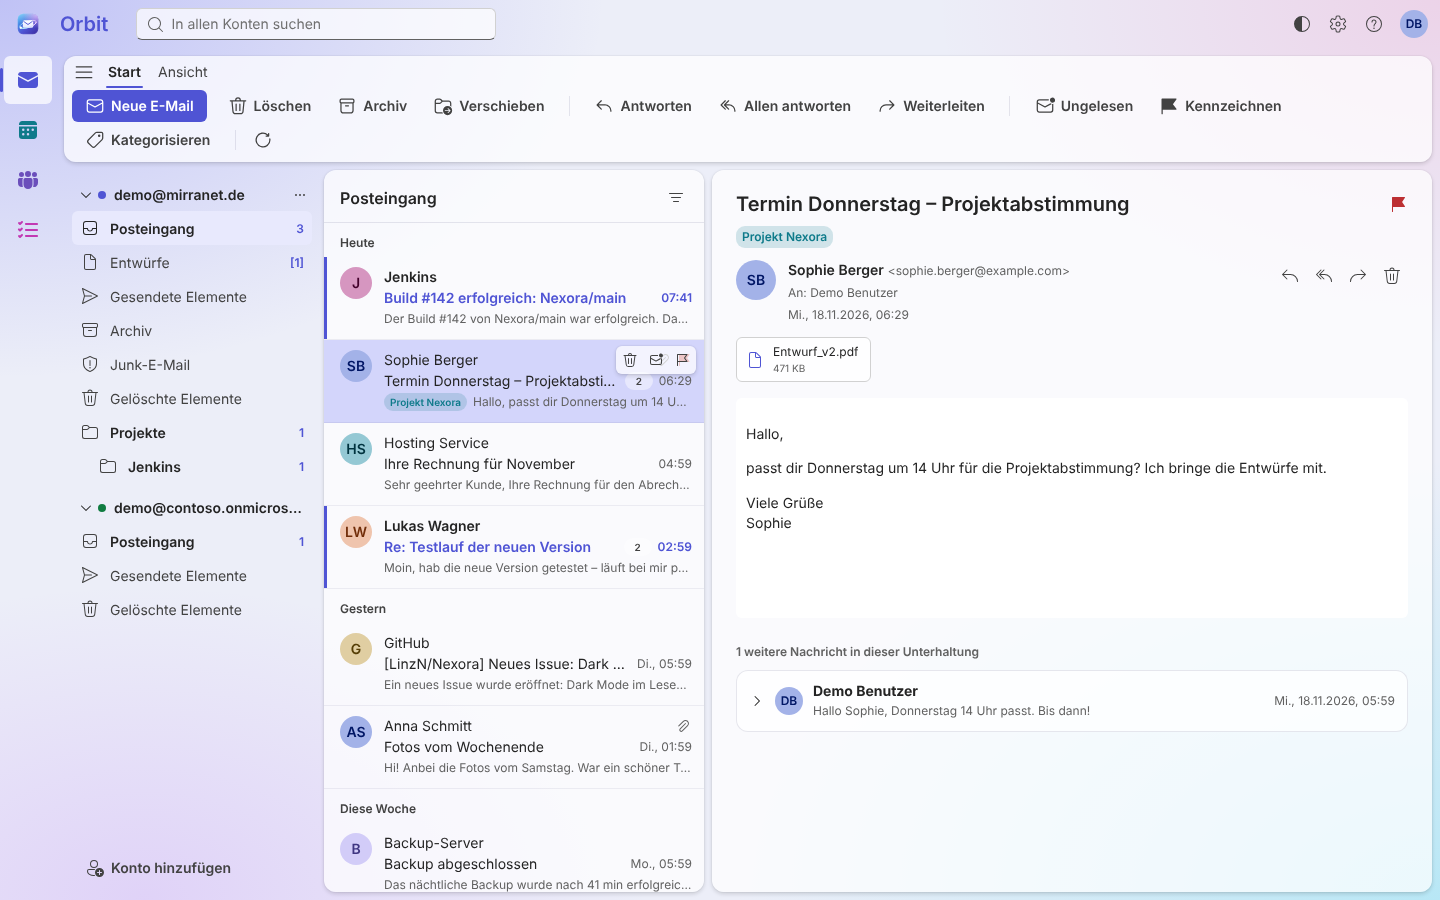 Orbit
In allen Konten suchen
DB
Start
Ansicht
Neue E-Mail
Löschen
Archiv
Verschieben
Antworten
Allen antworten
Weiterleiten
Ungelesen
Kennzeichnen
Kategorisieren
demo@mirranet.de
Posteingang 3
Entwürfe [1]
Gesendete Elemente
Archiv
Junk-E-Mail
Gelöschte Elemente
Projekte 1
Jenkins 1
demo@contoso.onmicros...
Posteingang 1
Gesendete Elemente
Gelöschte Elemente
Konto hinzufügen
Posteingang
Heute
J
Jenkins
Build #142 erfolgreich: Nexora/main 07:41
Der Build #142 von Nexora/main war erfolgreich. Da...
SB
Sophie Berger
Termin Donnerstag – Projektabsti... 2 06:29
Projekt Nexora Hallo, passt dir Donnerstag um 14 U...
HS
Hosting Service
Ihre Rechnung für November 04:59
Sehr geehrter Kunde, Ihre Rechnung für den Abrech...
LW
Lukas Wagner
Re: Testlauf der neuen Version 2 02:59
Moin, hab die neue Version getestet – läuft bei mir p...
Gestern
G
GitHub
[LinzN/Nexora] Neues Issue: Dark ... Di., 05:59
Ein neues Issue wurde eröffnet: Dark Mode im Lese...
AS
Anna Schmitt
Fotos vom Wochenende Di., 01:59
Hi! Anbei die Fotos vom Samstag. War ein schöner T...
Diese Woche
B
Backup-Server
Backup abgeschlossen Mo., 05:59
Das nächtliche Backup wurde nach 41 min erfolgreic...
Termin Donnerstag – Projektabstimmung
Projekt Nexora
SB
Sophie Berger <sophie.berger@example.com>
An: Demo Benutzer
Mi., 18.11.2026, 06:29
Entwurf_v2.pdf
471 KB
Hallo,
passt dir Donnerstag um 14 Uhr für die Projektabstimmung? Ich bringe die Entwürfe mit.
Viele Grüße
Sophie
1 weitere Nachricht in dieser Unterhaltung
DB
Demo Benutzer
Hallo Sophie, Donnerstag 14 Uhr passt. Bis dann!
Mi., 18.11.2026, 05:59